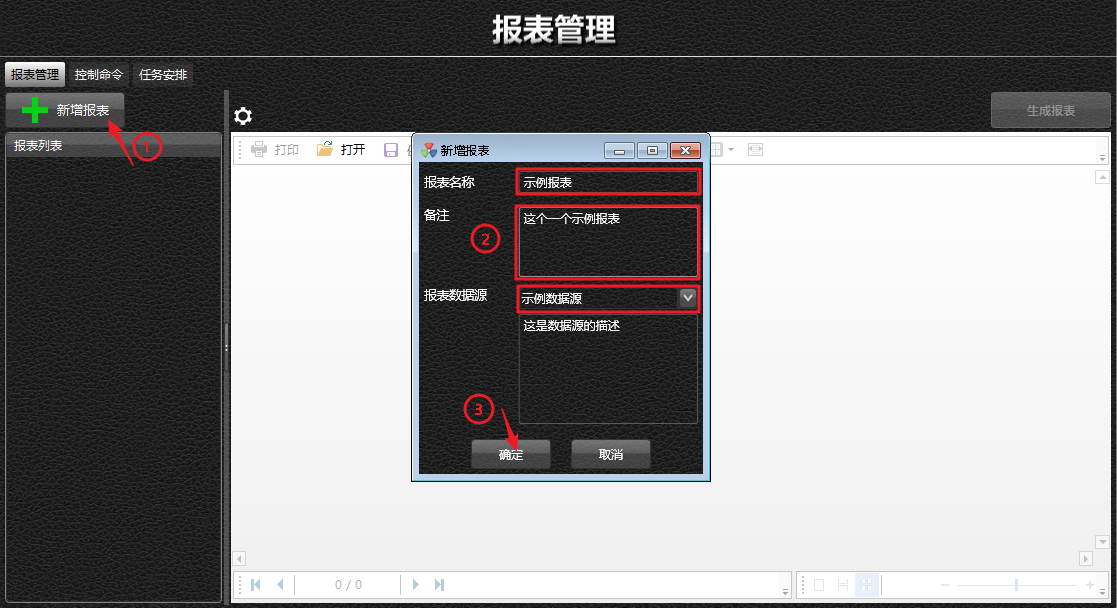 报表管理
报表管理 控制命令 任务安排
新增报表
生成报表
报表列表
①
打印 打开
新增报表
报表名称 示例报表
备注 这个一个示例报表
②
报表数据源 示例数据源
这是数据源的描述
③
确定 取消
0 / 0